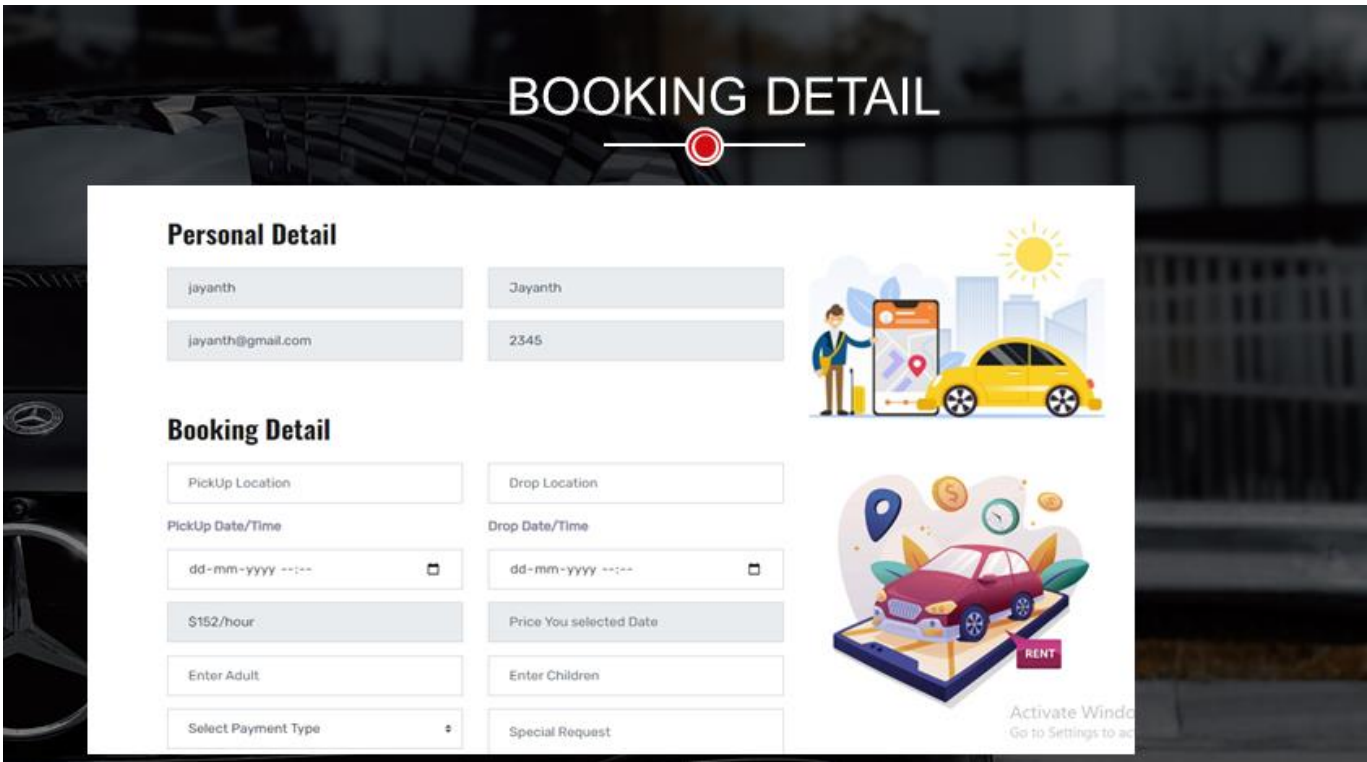 BOOKING DETAIL
Personal Detail
jayanth Jayanth
jayanth@gmail.com 2345
Booking Detail
PickUp Location Drop Location
PickUp Date/Time Drop Date/Time
dd-mm-yyyy --:-- dd-mm-yyyy --:--
$152/hour Price You selected Date
Enter Adult Enter Children
RENT
Select Payment Type Special Request
Activate Windo
Go to Settings to ac